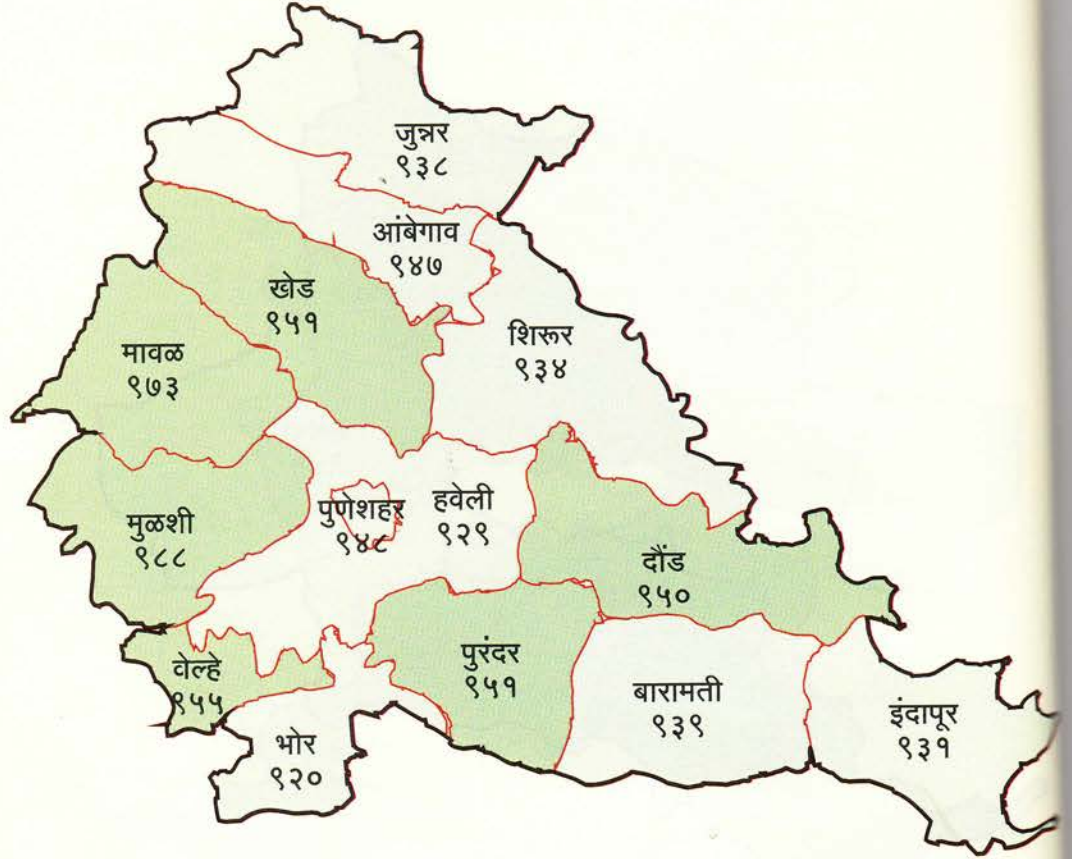 जुन्नर
९३८
आंबेगाव
९४७
खेड
९५१
शिरूर
९३४
मावळ
९७३
मुळशी
९८८
पुणेशहर
९४८
हवेली
९२९
दौंड
९५०
वेल्हे
९५५
पुरंदर
९५१
बारामती
९३९
इंदापूर
९३१
भोर
९२०